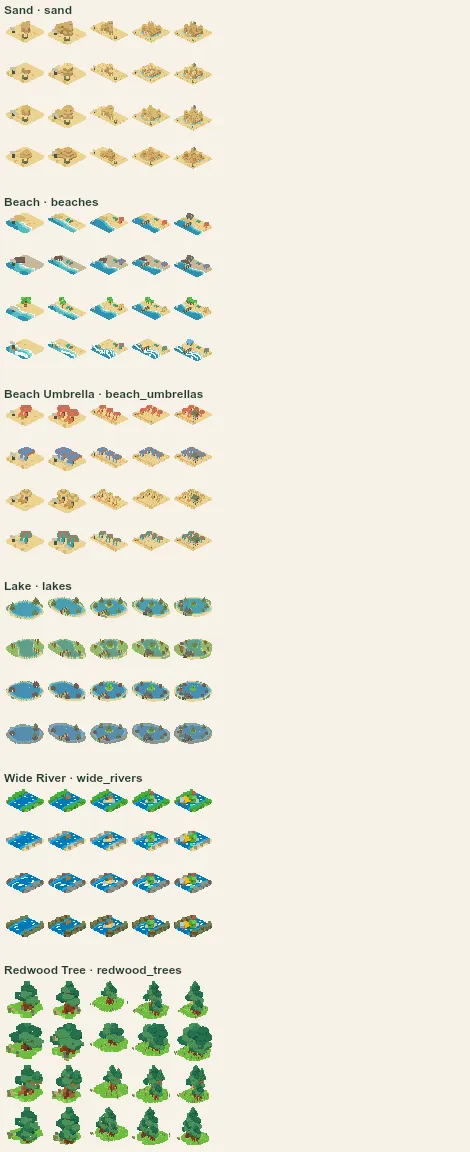 Sand · sand
Beach · beaches
Beach Umbrella · beach_umbrellas
Lake · lakes
Wide River · wide_rivers
Redwood Tree · redwood_trees